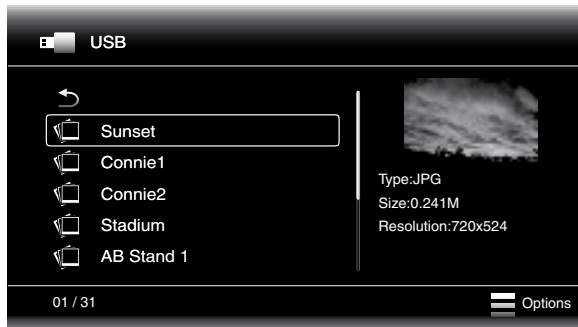 USB
Sunset
Connie1
Connie2
Stadium
AB Stand 1
Type:JPG
Size:0.241M
Resolution:720x524
01 / 31
Options